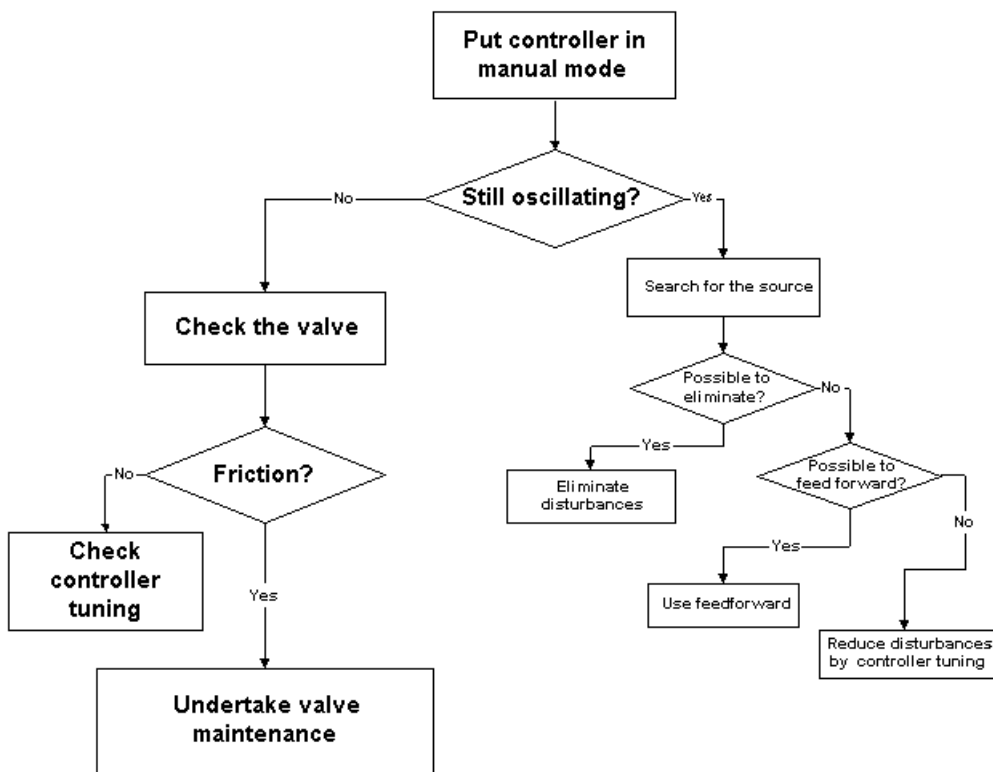 Put controller in
manual mode
Still oscillating?
No
Yes
Search for the source
Check the valve
Possible to
eliminate?
No
Yes
Possible to
feed forward?
Friction?
No
Eliminate
disturbances
No
Yes
Check
controller
tuning
Yes
Use feedforward
Reduce disturbances
by controller tuning
Undertake valve
maintenance